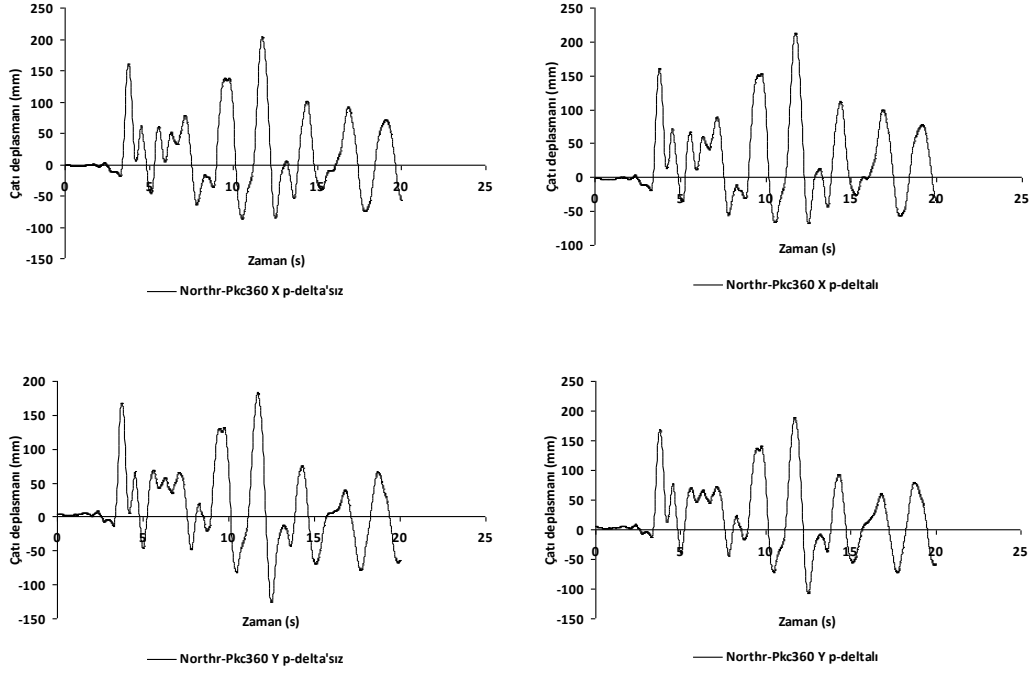 250
200
150
100
50
0
-50
-100
-150
0 5 10 15 20 25
Çatı deplasmanı (mm)
Zaman (s)
Northr-Pkc360 X p-delta'sız
250
200
150
100
50
0
-50
-100
0 5 10 15 20 25
Çatı deplasmanı (mm)
Zaman (s)
Northr-Pkc360 X p-deltalı
200
150
100
50
0
-50
-100
-150
0 5 10 15 20 25
Çatı deplasmanı (mm)
Zaman (s)
Northr-Pkc360 Y p-delta'sız
250
200
150
100
50
0
-50
-100
-150
0 5 10 15 20 25
Çatı deplasmanı (mm)
Zaman (s)
Northr-Pkc360 Y p-deltalı